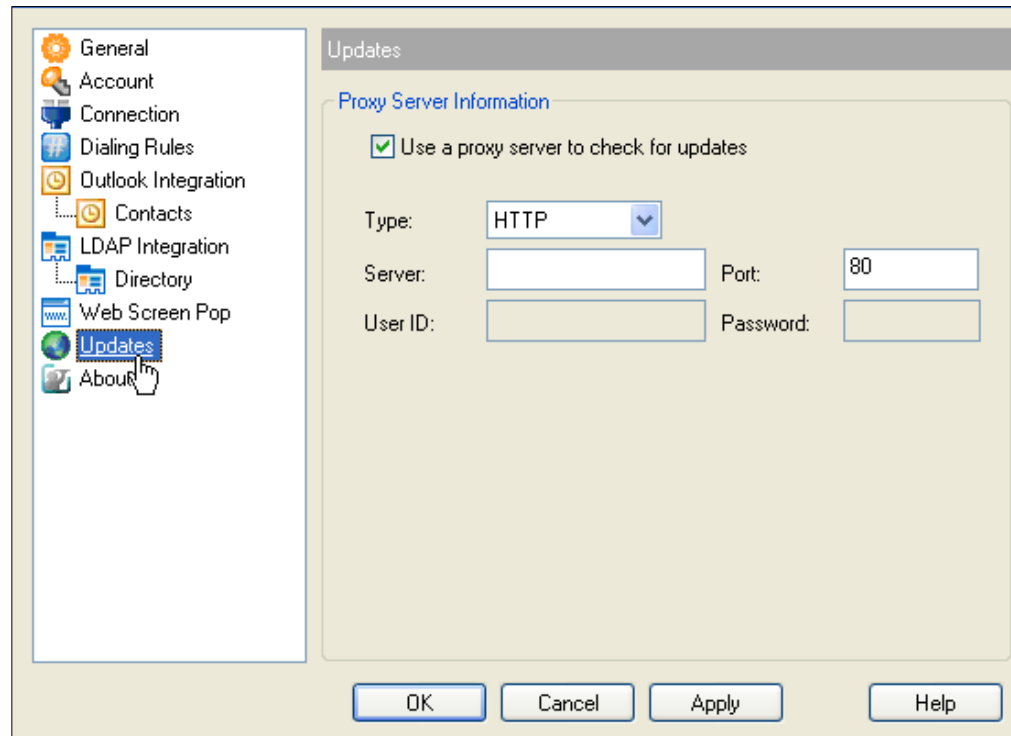 General
Account
Connection
# Dialing Rules
Outlook Integration
Contacts
LDAP Integration
Directory
www. Web Screen Pop
Updates
About
Updates
Proxy Server Information
Use a proxy server to check for updates
Type: HTTP
Server: Port: 80
User ID: Password:
OK Cancel Apply Help